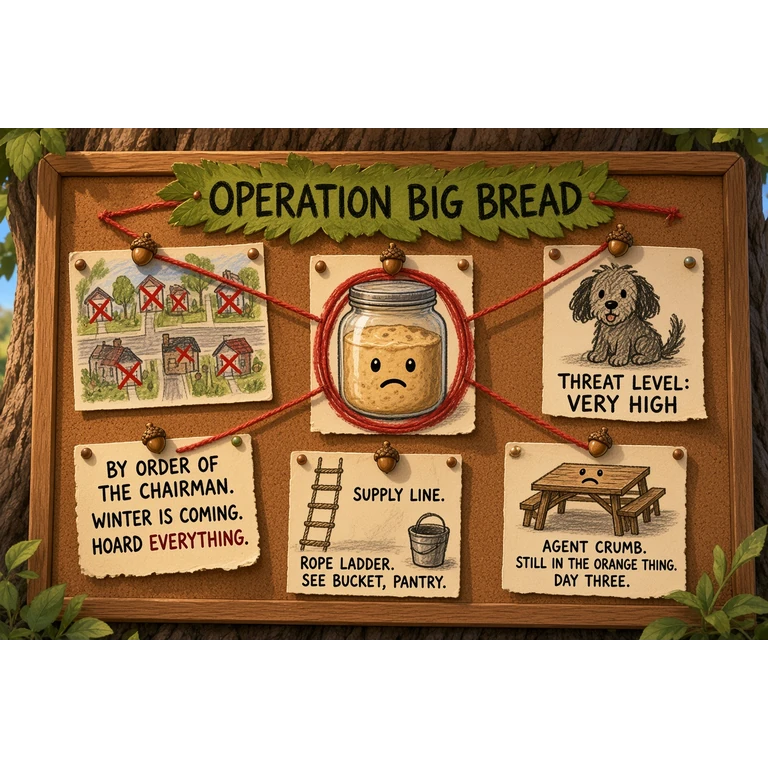 OPERATION BIG BREAD
THREAT LEVEL:
VERY HIGH
BY ORDER OF
THE CHAIRMAN.
WINTER IS COMING.
HOARD EVERYTHING.
SUPPLY LINE.
ROPE LADDER.
SEE BUCKET, PANTRY.
AGENT CRUMB.
STILL IN THE ORANGE THING.
DAY THREE.